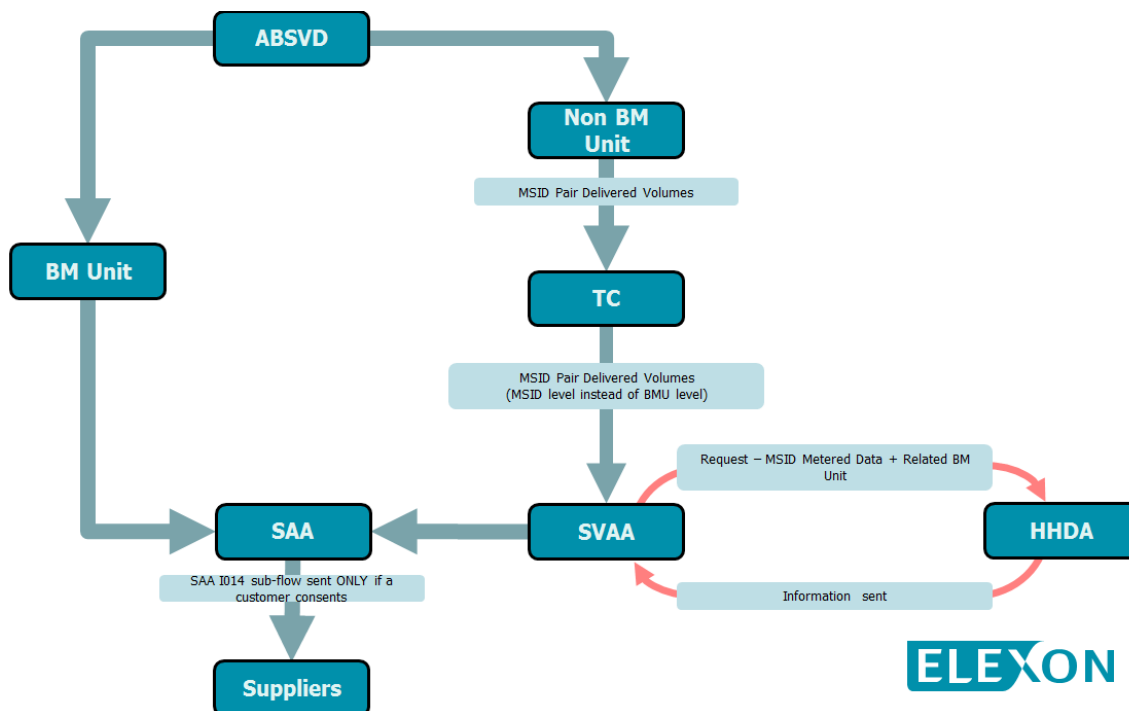 ABSVD
Non BM
Unit
MSID Pair Delivered Volumes
BM Unit
TC
MSID Pair Delivered Volumes
(MSID level instead of BMU level)
Request – MSID Metered Data + Related BM
Unit
SAA
SVAA
HHDA
SAA I014 sub-flow sent ONLY if a
customer consents
Information sent
Suppliers
ELEXON